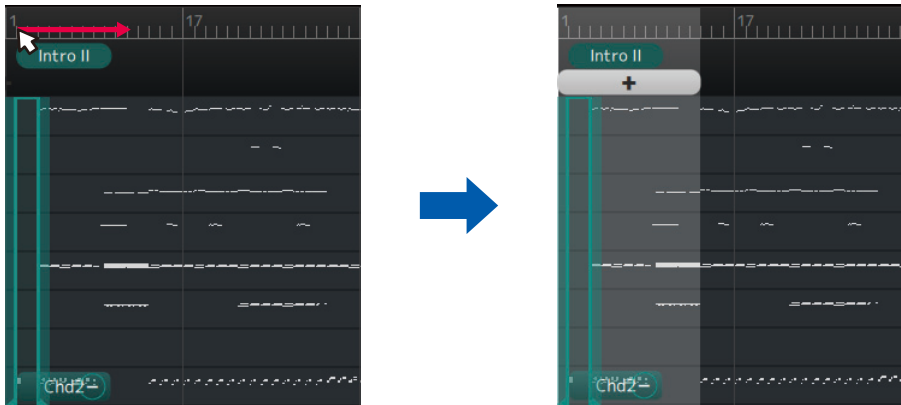 1 17
Intro II
Chd2
1 17
Intro II
+
Chd2